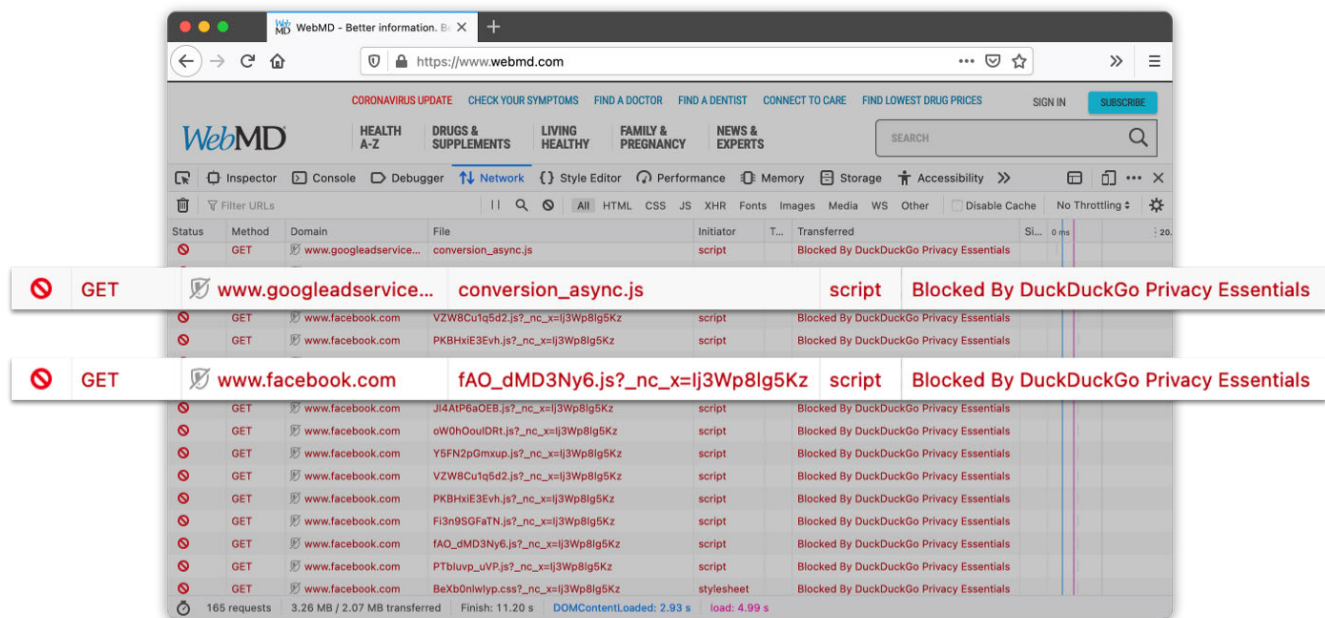 WebMD - Better information. Be
https://www.webmd.com
CORONAVIRUS UPDATE CHECK YOUR SYMPTOMS FIND A DOCTOR FIND A DENTIST CONNECT TO CARE FIND LOWEST DRUG PRICES SIGN IN SUBSCRIBE
WebMD HEALTH A-Z DRUGS & SUPPLEMENTS LIVING HEALTHY FAMILY & PREGNANCY NEWS & EXPERTS SEARCH
Inspector Console Debugger Network Style Editor Performance Memory Storage Accessibility
Filter URLs All HTML CSS JS XHR Fonts Images Media WS Other Disable Cache No Throttling
Status Method Domain File Initiator T... Transferred Si... 0 ms 20.
GET www.googleadservice... conversion_async.js script Blocked By DuckDuckGo Privacy Essentials
GET www.googleadservice... conversion_async.js script Blocked By DuckDuckGo Privacy Essentials
GET www.facebook.com VZW8Cu1q5d2.js?_nc_x=Ij3Wp8lg5Kz script Blocked By DuckDuckGo Privacy Essentials
GET www.facebook.com PKBHxiE3Evh.js?_nc_x=Ij3Wp8lg5Kz script Blocked By DuckDuckGo Privacy Essentials
GET www.facebook.com fAO_dMD3Ny6.js?_nc_x=Ij3Wp8lg5Kz script Blocked By DuckDuckGo Privacy Essentials
GET www.facebook.com JI4AtP6aOEB.js?_nc_x=Ij3Wp8lg5Kz script Blocked By DuckDuckGo Privacy Essentials
GET www.facebook.com oW0hOoulDRt.js?_nc_x=Ij3Wp8lg5Kz script Blocked By DuckDuckGo Privacy Essentials
GET www.facebook.com Y5FN2pGmxup.js?_nc_x=Ij3Wp8lg5Kz script Blocked By DuckDuckGo Privacy Essentials
GET www.facebook.com VZW8Cu1q5d2.js?_nc_x=Ij3Wp8lg5Kz script Blocked By DuckDuckGo Privacy Essentials
GET www.facebook.com PKBHxiE3Evh.js?_nc_x=Ij3Wp8lg5Kz script Blocked By DuckDuckGo Privacy Essentials
GET www.facebook.com Fi3n9SGFaTN.js?_nc_x=Ij3Wp8lg5Kz script Blocked By DuckDuckGo Privacy Essentials
GET www.facebook.com fAO_dMD3Ny6.js?_nc_x=Ij3Wp8lg5Kz script Blocked By DuckDuckGo Privacy Essentials
GET www.facebook.com PTbluvp_uVP.js?_nc_x=Ij3Wp8lg5Kz script Blocked By DuckDuckGo Privacy Essentials
GET www.facebook.com BeXb0nlwlyp.css?_nc_x=Ij3Wp8lg5Kz stylesheet Blocked By DuckDuckGo Privacy Essentials
165 requests 3.26 MB / 2.07 MB transferred Finish: 11.20 s DOMContentLoaded: 2.93 s load: 4.99 s